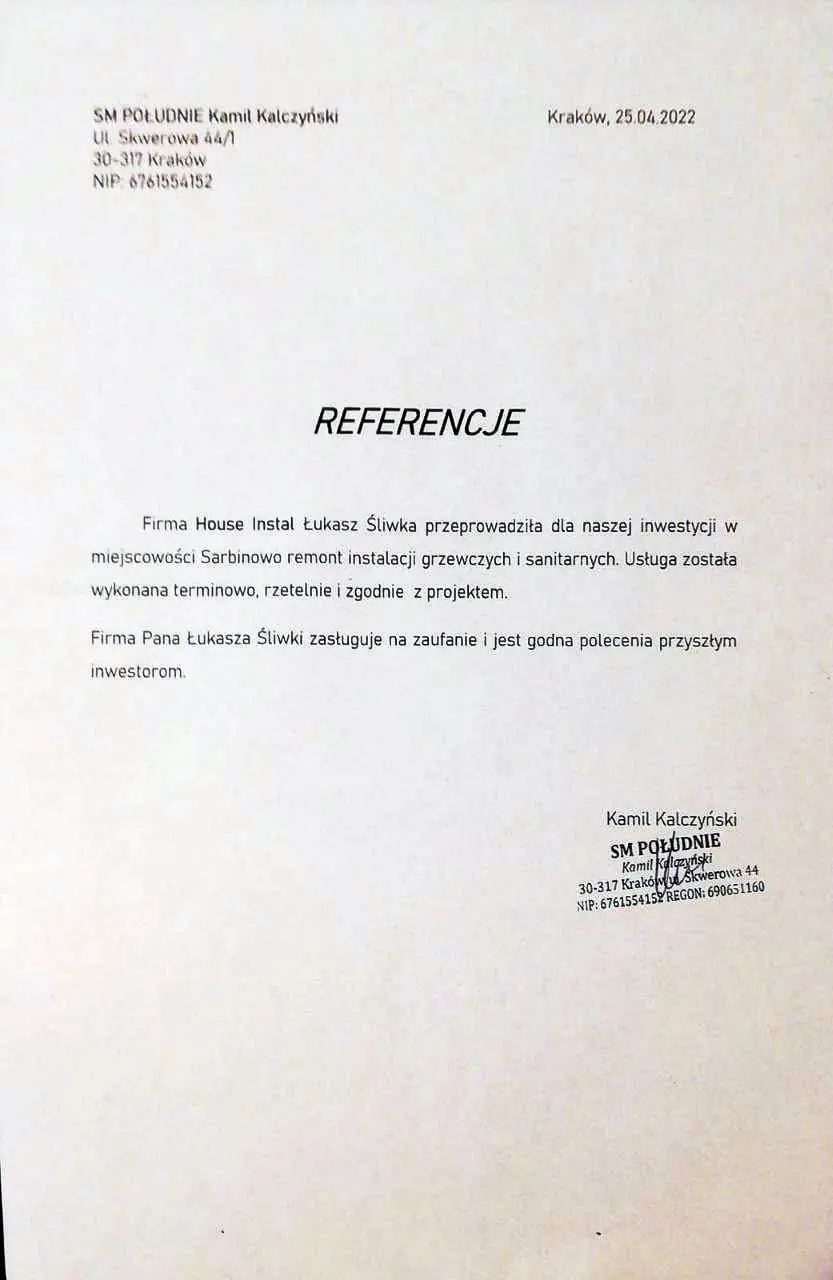 SM POŁUDNIE Kamil Kalczyński
Kraków, 25.04.2022
Ul. Skwerowa 44/1
30-317 Kraków
NIP: 6761554152
REFERENCJE
Firma House Instal Łukasz Śliwka przeprowadziła dla naszej inwestycji w
miejscowości Sarbinowo remont instalacji grzewczych i sanitarnych. Usługa została
wykonana terminowo, rzetelnie i zgodnie z projektem.
Firma Pana Łukasza Śliwki zasługuje na zaufanie i jest godna polecenia przyszłym
inwestorom.
Kamil Kalczyński
SM POŁUDNIE
Kamil Kalczyński
30-317 Kraków ul. Skwerowa 44
NIP: 6761554152 REGON: 690651160